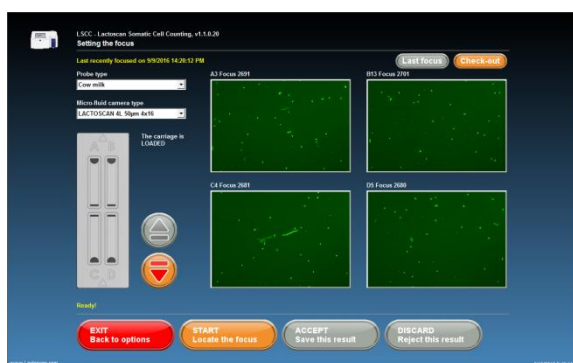 LSCC - Lactoscan Somatic Cell Counting, v1.1.0.20
Setting the focus
Last recently focused on 9/9/2016 14:20:12 PM
Last focus
Check-out
Probe type
Cow milk
Micro-fluid camera type
LACTOSCAN 4L 50µm 4x16
The carriage is
LOADED
A B
C D
A3 Focus 2691
B13 Focus 2701
C4 Focus 2681
D5 Focus 2680
Ready!
EXIT
Back to options
START
Locate the focus
ACCEPT
Save this result
DISCARD
Reject this result